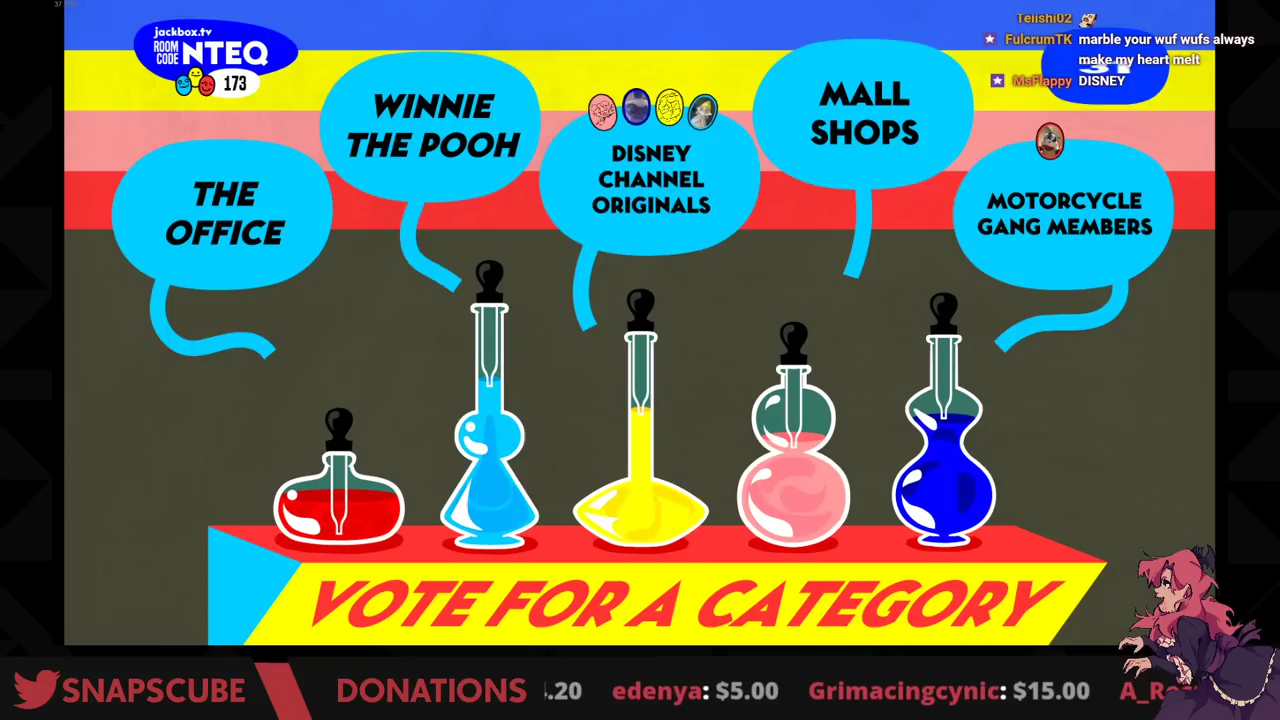 37
jackbox.tv
ROOM
CODE
NTEQ
173
Teiishi02
FulcrumTK marble your wuf wufs always
make my heart melt
MsFlappy DISNEY
WINNIE
THE POOH
MALL
SHOPS
DISNEY
CHANNEL
ORIGINALS
THE
OFFICE
MOTORCYCLE
GANG MEMBERS
VOTE FOR A CATEGORY
SNAPSCUBE
DONATIONS
.20 edenya: $5.00 Grimacingcynic: $15.00